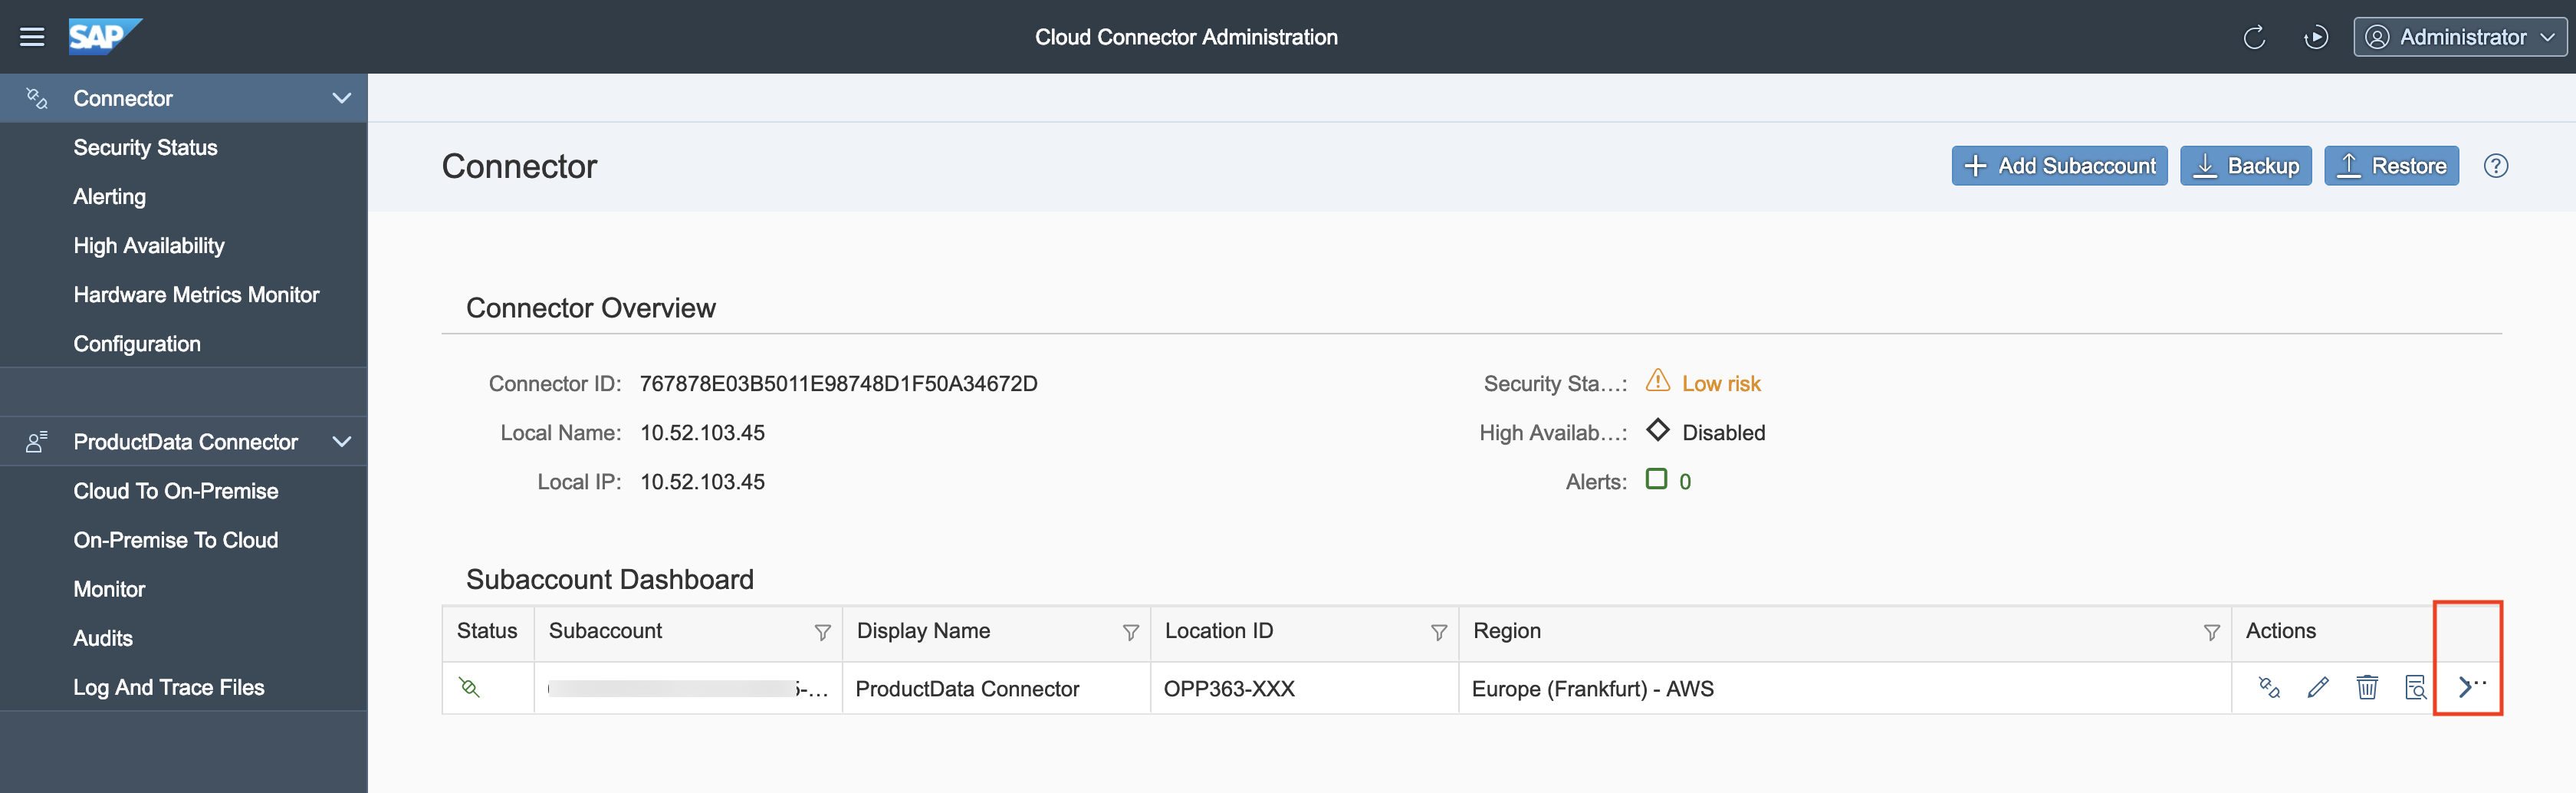 SAP
Cloud Connector Administration
Administrator
Connector
Security Status
Alerting
High Availability
Hardware Metrics Monitor
Configuration
ProductData Connector
Cloud To On-Premise
On-Premise To Cloud
Monitor
Audits
Log And Trace Files
Connector
Add Subaccount
Backup
Restore
Connector Overview
Connector ID: 767878E03B5011E98748D1F50A34672D
Local Name: 10.52.103.45
Local IP: 10.52.103.45
Security Sta...: Low risk
High Availab...: Disabled
Alerts: 0
Subaccount Dashboard
Status Subaccount Display Name Location ID Region Actions
-... ProductData Connector OPP363-XXX Europe (Frankfurt) - AWS